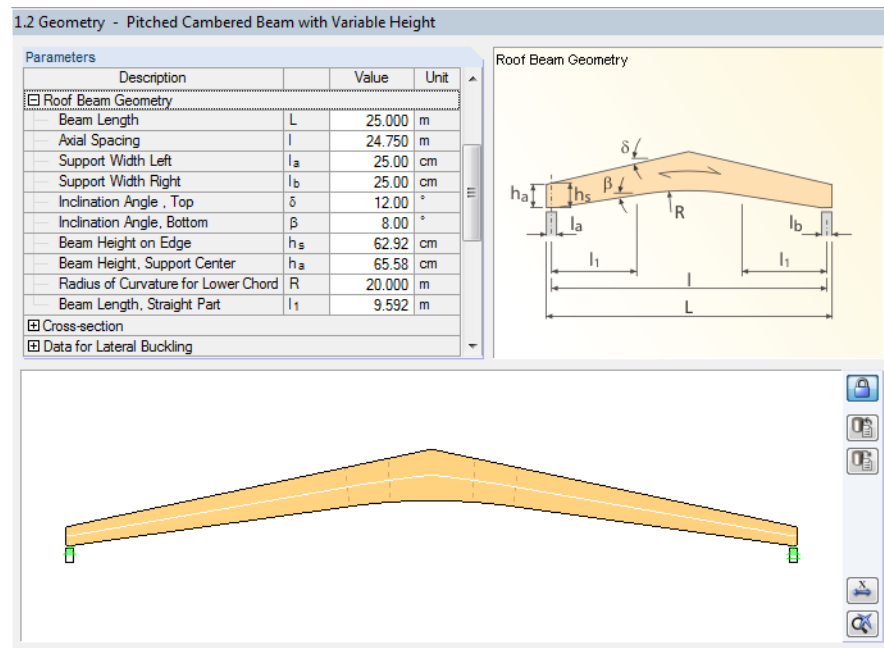 1.2 Geometry - Pitched Cambered Beam with Variable Height
Parameters
Description Value Unit
Roof Beam Geometry
Beam Length L 25.000 m
Axial Spacing l 24.750 m
Support Width Left la 25.00 cm
Support Width Right lb 25.00 cm
Inclination Angle , Top δ 12.00 °
Inclination Angle, Bottom β 8.00 °
Beam Height on Edge hs 62.92 cm
Beam Height, Support Center ha 65.58 cm
Radius of Curvature for Lower Chord R 20.000 m
Beam Length, Straight Part l1 9.592 m
Cross-section
Data for Lateral Buckling
Roof Beam Geometry
δ
ha hs β
R
la lb
l1 l1
l
L
x